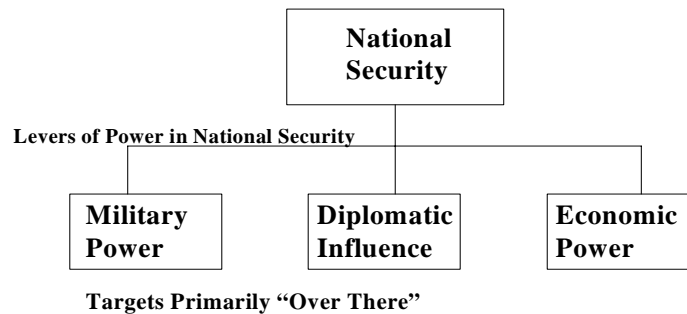 National
Security
Levers of Power in National Security
Military
Power
Diplomatic
Influence
Economic
Power
Targets Primarily “Over There”